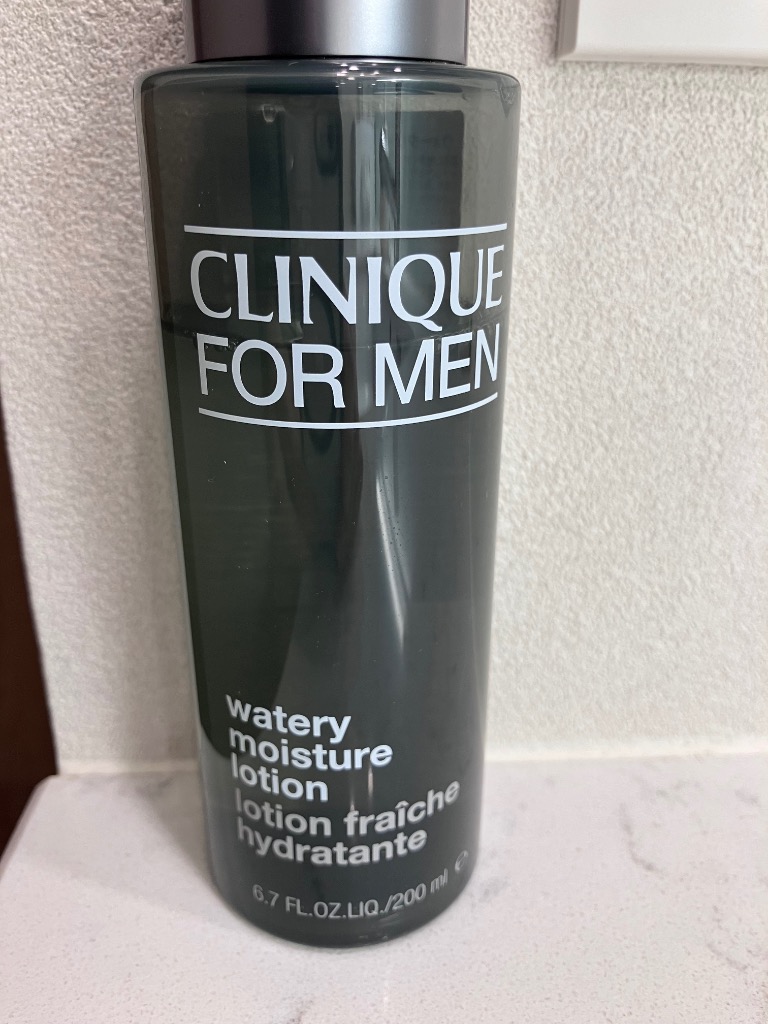 CLINIQUE
FOR MEN
watery
moisture
lotion
lotion fraîche
hydratante
6.7 FL.OZ.LIQ./200 ml ℮